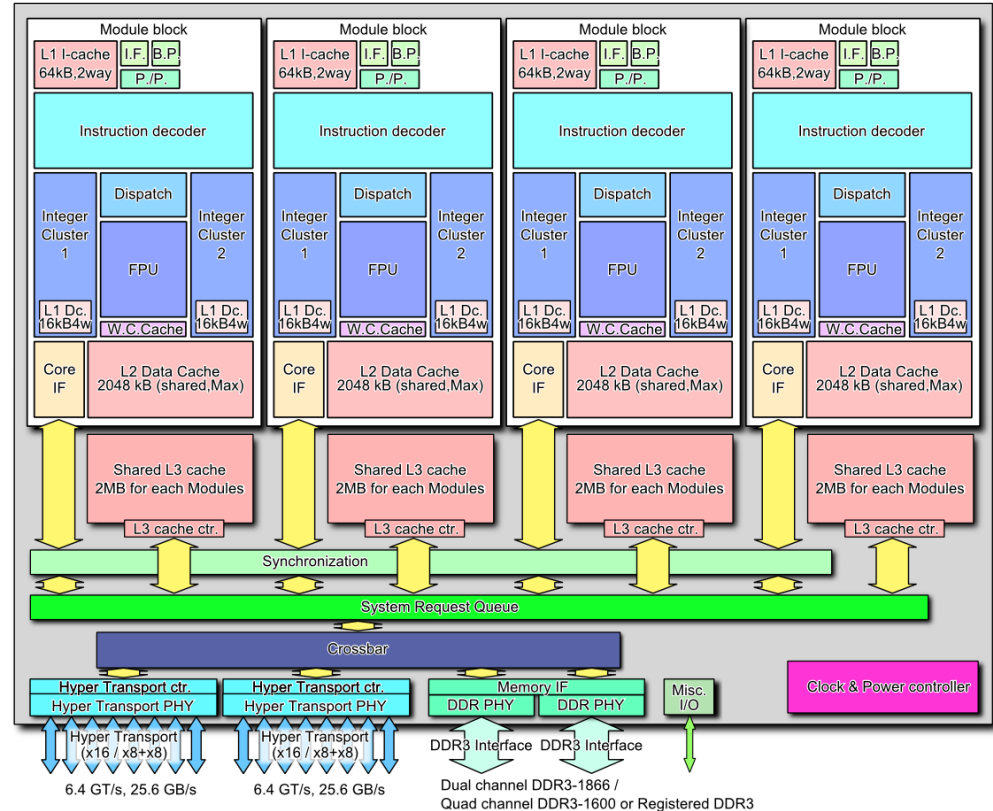 Module block
L1 I-cache
64kB,2way
I.F.
B.P.
P./P.
Instruction decoder
Integer
Cluster
1
Dispatch
FPU
Integer
Cluster
2
L1 Dc.
16kB4w
W.C.Cache
L1 Dc.
16kB4w
Core
IF
L2 Data Cache
2048 kB (shared,Max)
Module block
L1 I-cache
64kB,2way
I.F.
B.P.
P./P.
Instruction decoder
Integer
Cluster
1
Dispatch
FPU
Integer
Cluster
2
L1 Dc.
16kB4w
W.C.Cache
L1 Dc.
16kB4w
Core
IF
L2 Data Cache
2048 kB (shared,Max)
Module block
L1 I-cache
64kB,2way
I.F.
B.P.
P./P.
Instruction decoder
Integer
Cluster
1
Dispatch
FPU
Integer
Cluster
2
L1 Dc.
16kB4w
W.C.Cache
L1 Dc.
16kB4w
Core
IF
L2 Data Cache
2048 kB (shared,Max)
Module block
L1 I-cache
64kB,2way
I.F.
B.P.
P./P.
Instruction decoder
Integer
Cluster
1
Dispatch
FPU
Integer
Cluster
2
L1 Dc.
16kB4w
W.C.Cache
L1 Dc.
16kB4w
Core
IF
L2 Data Cache
2048 kB (shared,Max)
Shared L3 cache
2MB for each Modules
L3 cache ctr.
Shared L3 cache
2MB for each Modules
L3 cache ctr.
Shared L3 cache
2MB for each Modules
L3 cache ctr.
Shared L3 cache
2MB for each Modules
L3 cache ctr.
Synchronization
System Request Queue
Crossbar
Hyper Transport ctr.
Hyper Transport PHY
Hyper Transport
(x16 / x8+x8)
6.4 GT/s, 25.6 GB/s
Hyper Transport ctr.
Hyper Transport PHY
Hyper Transport
(x16 / x8+x8)
6.4 GT/s, 25.6 GB/s
Memory IF
DDR PHY
DDR PHY
DDR3 Interface
DDR3 Interface
Dual channel DDR3-1866 /
Quad channel DDR3-1600 or Registered DDR3
Misc.
I/O
Clock & Power controller